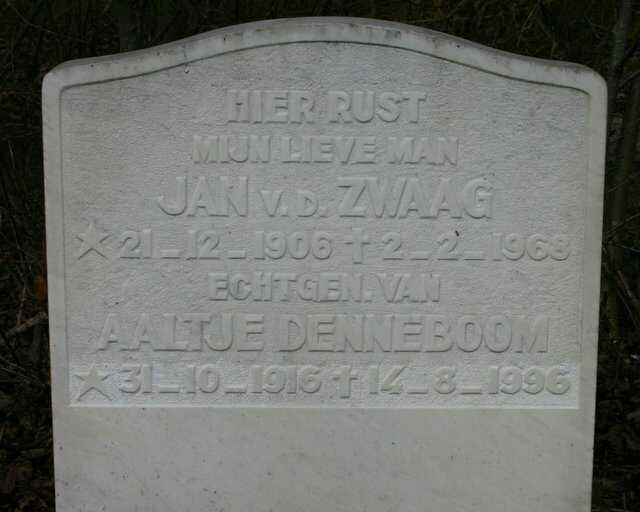 HIER RUST
MIJN LIEVE MAN
JAN v.d. ZWAAG
☆ 21-12-1906 † 2-2-1968
ECHTGEN. VAN
AALTJE DENNEBOOM
☆ 31-10-1916 † 14-8-1996